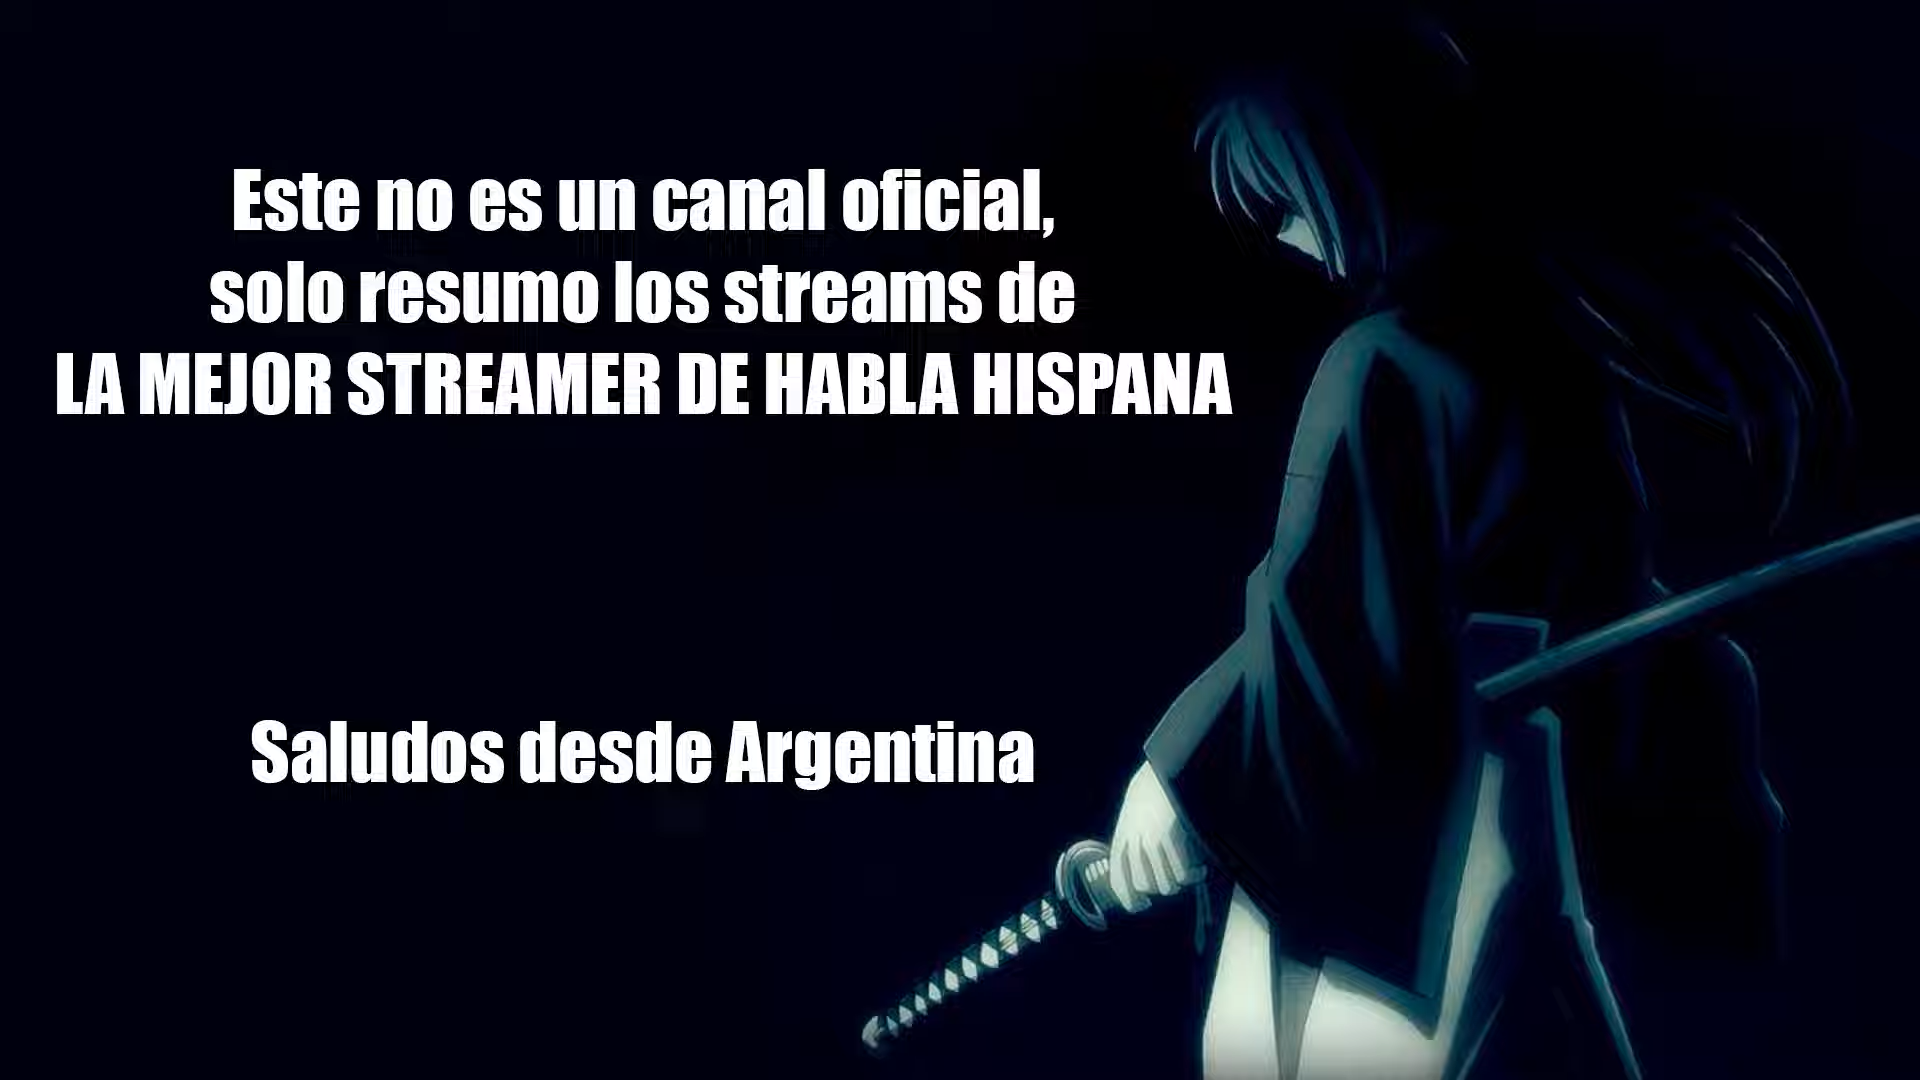 Este no es un canal oficial,
solo resumo los streams de
LA MEJOR STREAMER DE HABLA HISPANA
Saludos desde Argentina